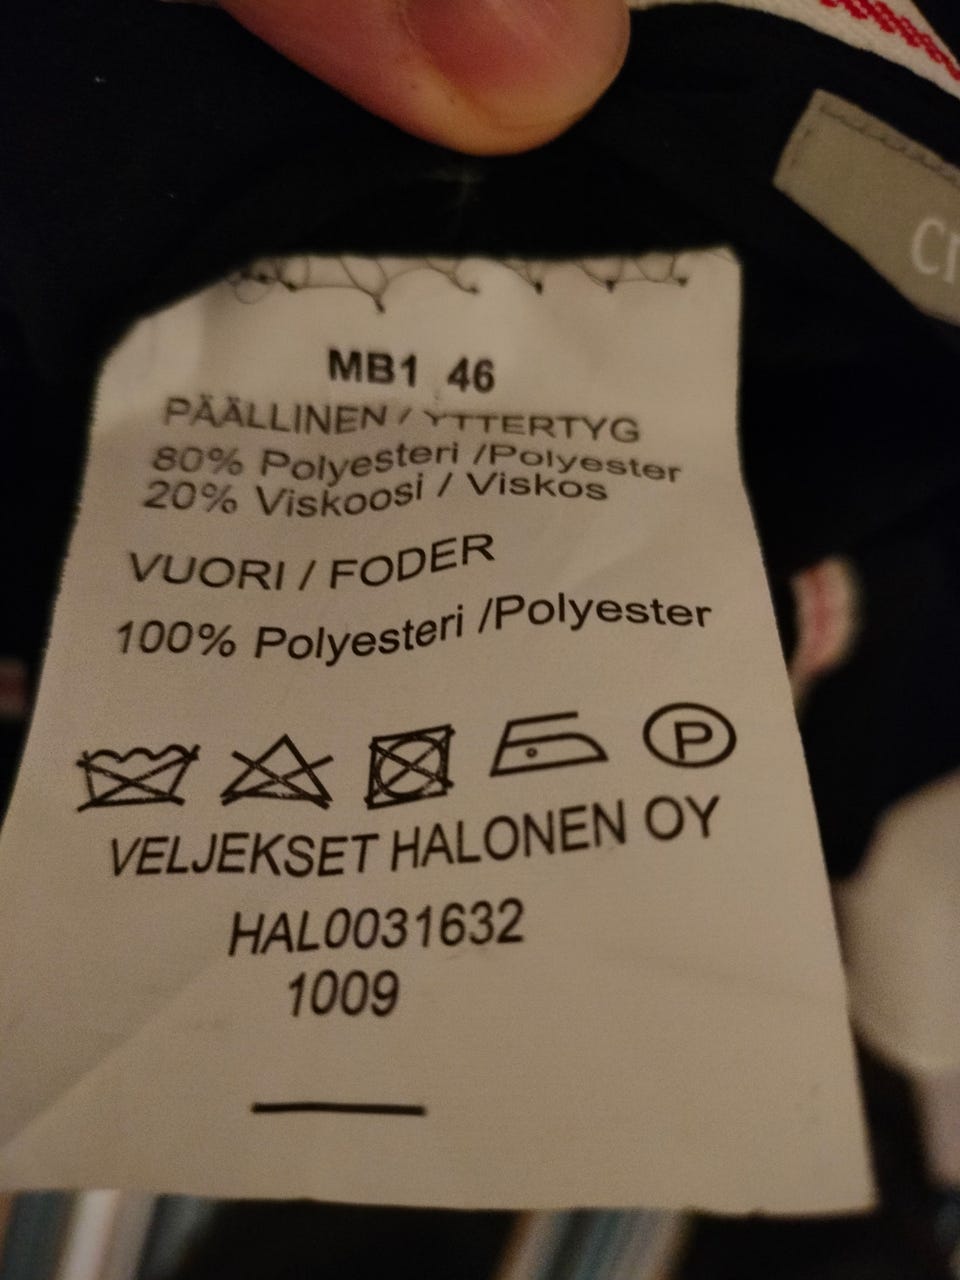 MB1 46
PÄÄLLINEN / YTTERTYG
80% Polyesteri /Polyester
20% Viskoosi / Viskos
VUORI / FODER
100% Polyesteri /Polyester
P
VELJEKSET HALONEN OY
HAL0031632
1009